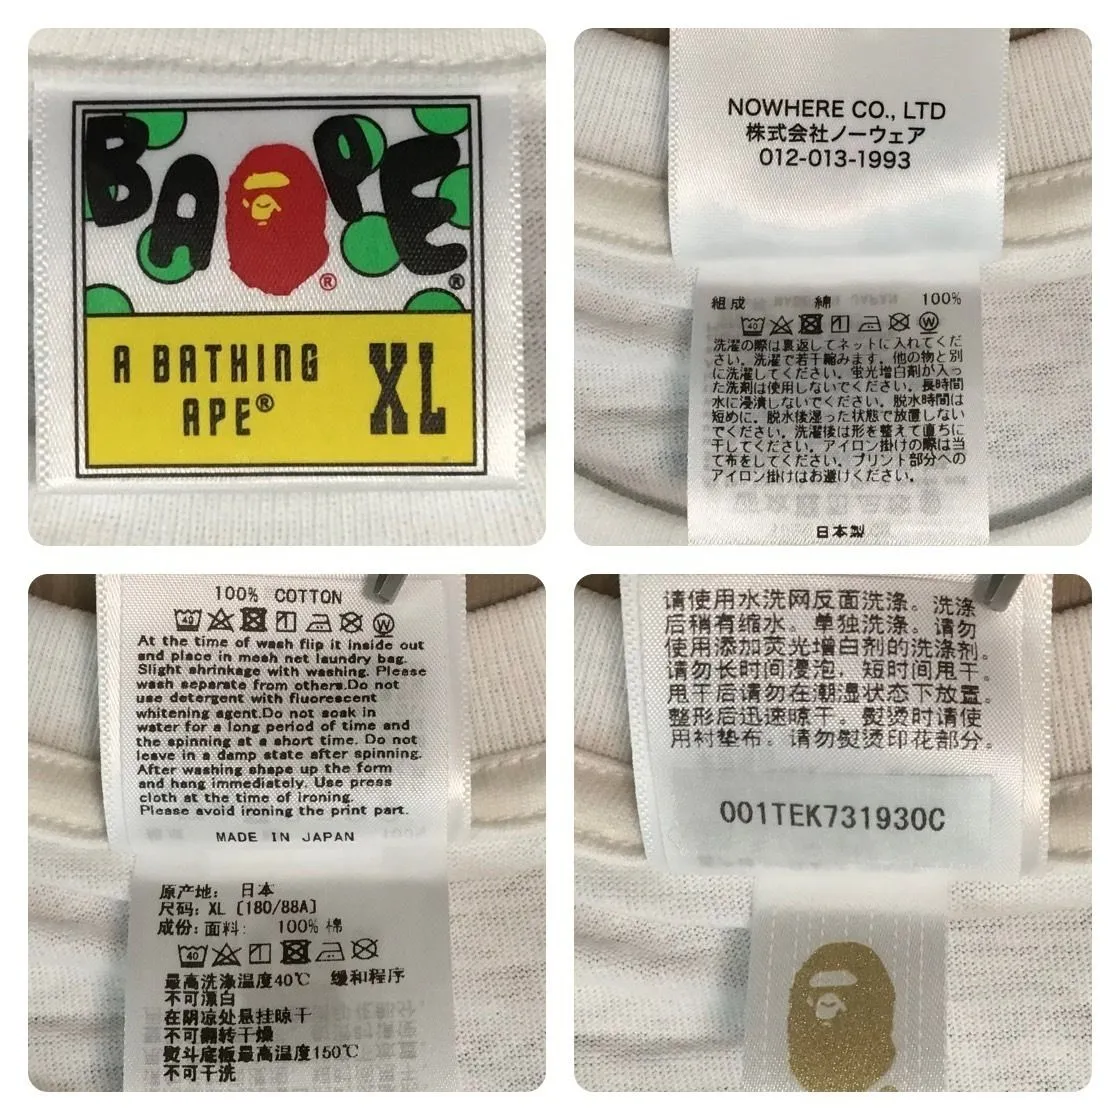 BAPE
®
®
A BATHING
APE®
XL
NOWHERE CO., LTD
株式会社ノーウェア
012-013-1993
組成 綿 100%
40
洗濯の際は裏返してネットに入れてくだ
さい。洗濯で若干縮みます。他の物と別
に洗濯してください。蛍光増白剤が入っ
た洗剤は使用しないでください。長時間
水に浸漬しないでください。脱水時間は
短めに。脱水後湿った状態で放置しない
でください。洗濯後は形を整えて直ちに
干してください。アイロン掛けの際は当
て布をしてください。プリント部分への
アイロン掛けはお避けください。
日本製
100% COTTON
40
At the time of wash flip it inside out
and place in mesh net laundry bag.
Slight shrinkage with washing. Please
wash separate from others.Do not
use detergent with fluorescent
whitening agent.Do not soak in
water for a long period of time and
the spinning at a short time. Do not
leave in a damp state after spinning.
After washing shape up the form
and hang immediately. Use press
cloth at the time of ironing.
Please avoid ironing the print part.
MADE IN JAPAN
原产地: 日本
尺码: XL [180/88A]
成份: 面料: 100% 棉
40
最高洗涤温度40℃ 缓和程序
不可漂白
在阴凉处悬挂晾干
不可翻转干燥
熨斗底板最高温度150℃
不可干洗
请使用水洗网反面洗涤。洗涤
后稍有缩水。单独洗涤。请勿
使用添加荧光增白剂的洗涤剂。
请勿长时间浸泡，短时间甩干。
甩干后请勿在潮湿状态下放置。
整形后迅速晾干。熨烫时请使
用衬垫布。请勿熨烫印花部分。
001TEK731930C